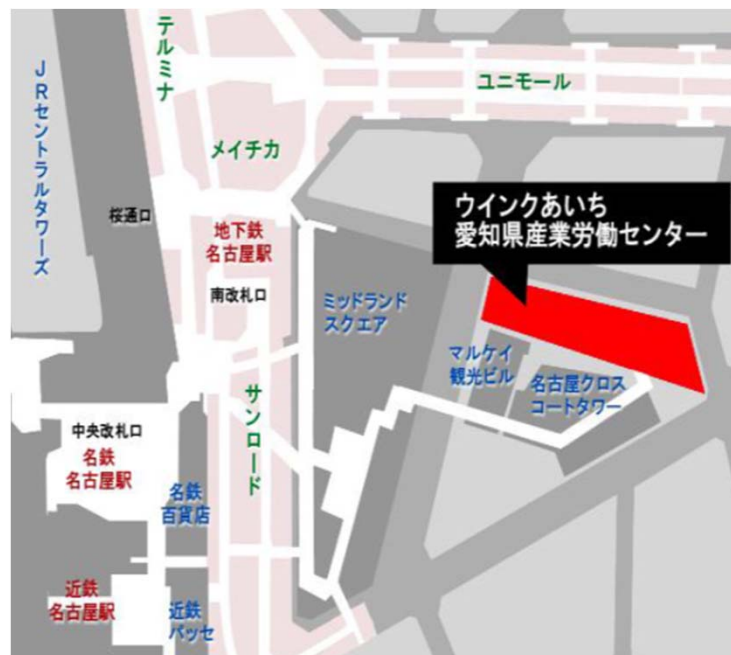 テルミナ
JRセントラルタワーズ
ユニモール
メイチカ
桜通口
地下鉄
名古屋駅
南改札口
ウインクあいち
愛知県産業労働センター
ミッドランド
スクエア
マルケイ
観光ビル
名古屋クロス
コートタワー
サンロード
中央改札口
名鉄
名古屋駅
名鉄
百貨店
近鉄
名古屋駅
近鉄
パッセ